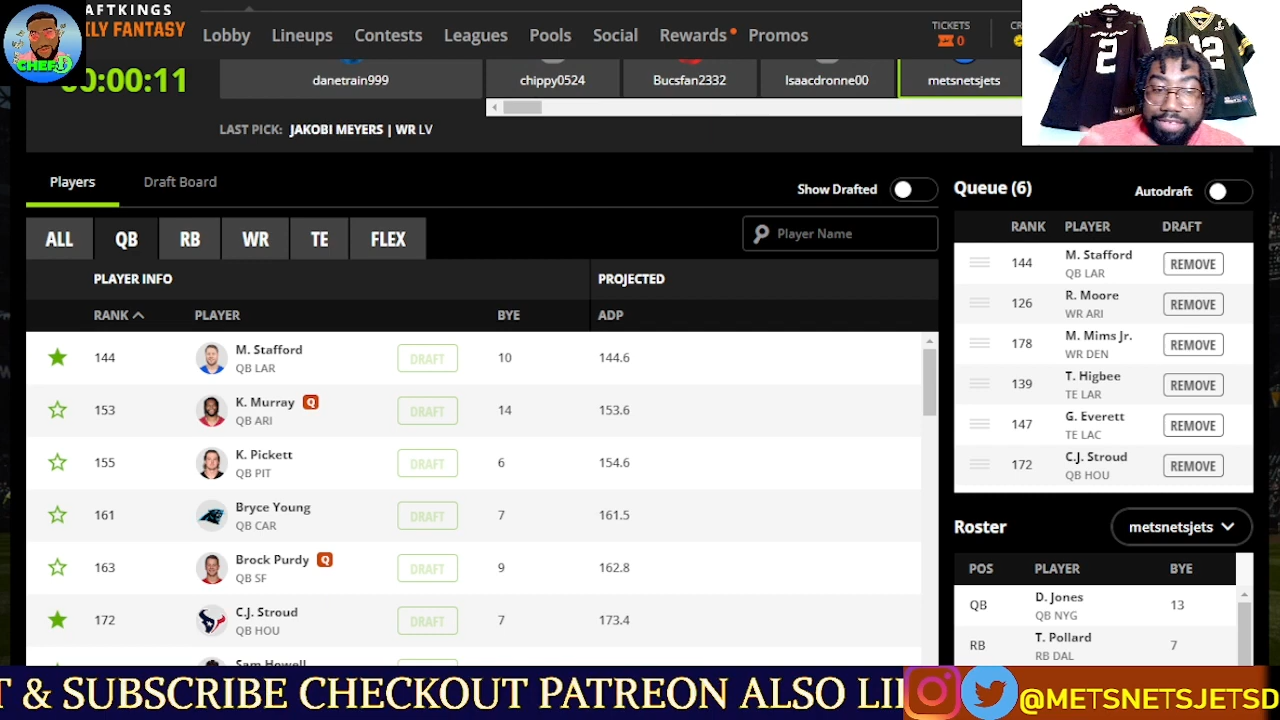 AFTKINGS
ILY FANTASY
CHEF
Lobby
Lineups
Contests
Leagues
Pools
Social
Rewards
Promos
TICKETS
0
CR
:00:00:11
danetrain999
chippy0524
Bucsfan2332
Isaacdronne00
metsnetsjets
LAST PICK: JAKOBI MEYERS | WR LV
2
12
Players
Draft Board
Show Drafted
Queue (6)
Autodraft
ALL
QB
RB
WR
TE
FLEX
Player Name
RANK PLAYER DRAFT
PLAYER INFO
PROJECTED
RANK PLAYER BYE ADP
144 M. Stafford QB LAR REMOVE
126 R. Moore WR ARI REMOVE
178 M. Mims Jr. WR DEN REMOVE
139 T. Higbee TE LAR REMOVE
147 G. Everett TE LAC REMOVE
172 C.J. Stroud QB HOU REMOVE
144 M. Stafford QB LAR DRAFT 10 144.6
153 K. Murray Q QB ARI DRAFT 14 153.6
155 K. Pickett QB PIT DRAFT 6 154.6
161 Bryce Young QB CAR DRAFT 7 161.5
163 Brock Purdy Q QB SF DRAFT 9 162.8
172 C.J. Stroud QB HOU DRAFT 7 173.4
Sam Howell
Roster
metsnetsjets
POS PLAYER BYE
QB D. Jones QB NYG 13
RB T. Pollard RB DAL 7
T & SUBSCRIBE CHECKOUT PATREON ALSO LI
@METSNETSJETSD